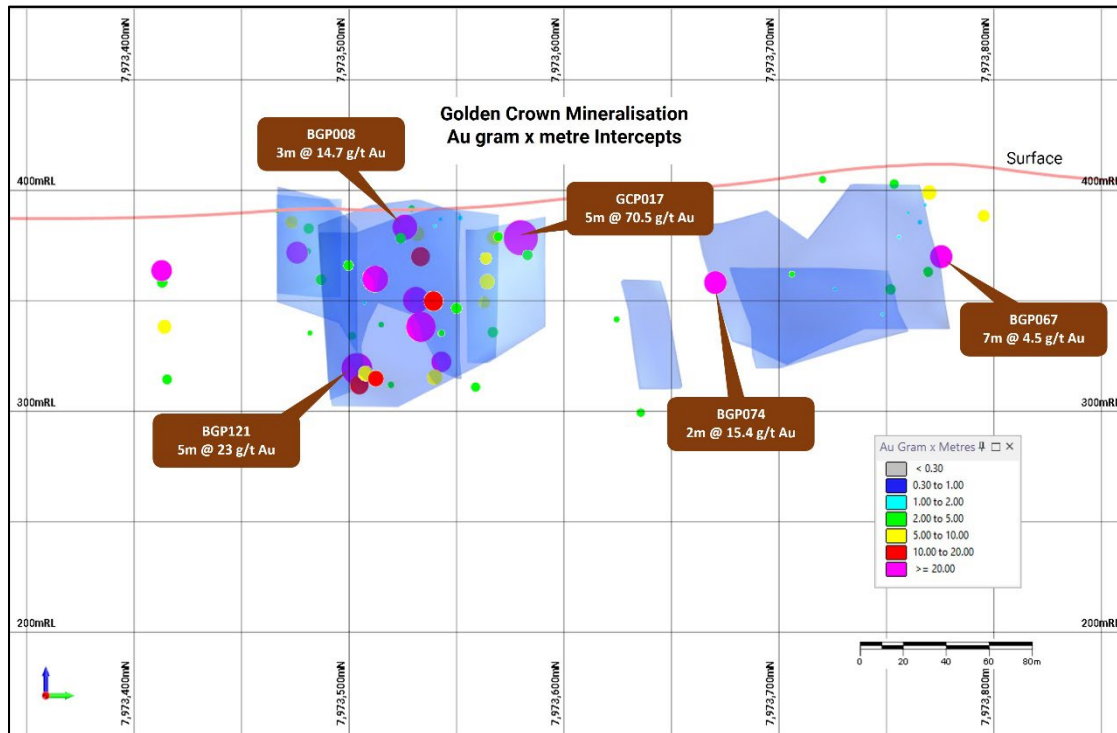 7,973,400mN
7,973,500mN
7,973,600mN
7,973,700mN
7,973,800mN
Golden Crown Mineralisation
Au gram x metre Intercepts
BGP008
3m @ 14.7 g/t Au
Surface
400mRL
400mRL
GCP017
5m @ 70.5 g/t Au
BGP067
7m @ 4.5 g/t Au
300mRL
300mRL
BGP121
5m @ 23 g/t Au
BGP074
2m @ 15.4 g/t Au
Au Gram x Metres
< 0.30
0.30 to 1.00
1.00 to 2.00
2.00 to 5.00
5.00 to 10.00
10.00 to 20.00
>= 20.00
200mRL
200mRL
0 20 40 60 80m
7,973,400mN
7,973,500mN
7,973,600mN
7,973,700mN
7,973,800mN